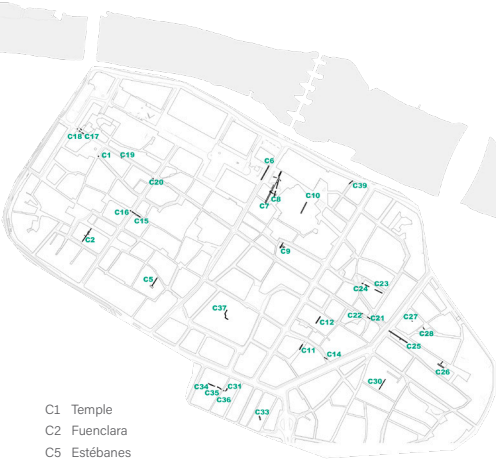 C6
C18 C17
C1 C19
C39
C20
C10
C8
C7
C16
C15
C2
C9
C5
C23
C24
C37
C22 C21 C27
C12
C28
C25
C11
C14
C26
C30
C34 C31
C35
C36
C33
C1 Temple
C2 Fuenclara
C5 Estébanes